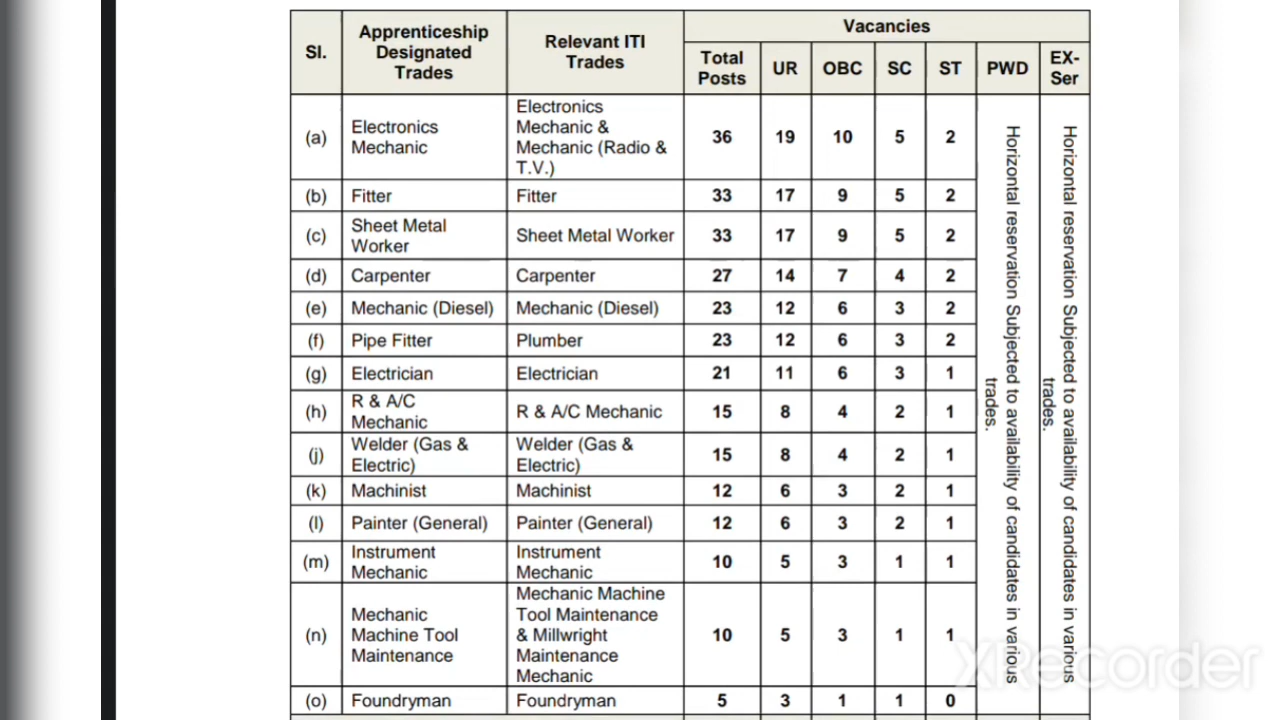 Sl.
Apprenticeship
Designated
Trades
Relevant ITI
Trades
Vacancies
Total
Posts
UR
OBC
SC
ST
PWD
EX-
Ser
(a)
Electronics
Mechanic
Electronics
Mechanic &
Mechanic (Radio &
T.V.)
36 19 10 5 2
(b) Fitter Fitter 33 17 9 5 2
(c)
Sheet Metal
Worker
Sheet Metal Worker 33 17 9 5 2
(d) Carpenter Carpenter 27 14 7 4 2
(e) Mechanic (Diesel) Mechanic (Diesel) 23 12 6 3 2
(f) Pipe Fitter Plumber 23 12 6 3 2
(g) Electrician Electrician 21 11 6 3 1
(h)
R & A/C
Mechanic
R & A/C Mechanic 15 8 4 2 1
(j)
Welder (Gas &
Electric)
Welder (Gas &
Electric)
15 8 4 2 1
(k) Machinist Machinist 12 6 3 2 1
(l) Painter (General) Painter (General) 12 6 3 2 1
(m)
Instrument
Mechanic
Instrument
Mechanic
10 5 3 1 1
(n)
Mechanic
Machine Tool
Maintenance
Mechanic Machine
Tool Maintenance
& Millwright
Maintenance
Mechanic
10 5 3 1 1
(o) Foundryman Foundryman 5 3 1 1 0
Horizontal reservation Subjected to availability of candidates in various
trades.
Horizontal reservation Subjected to availability of candidates in various
trades.
XRecorder